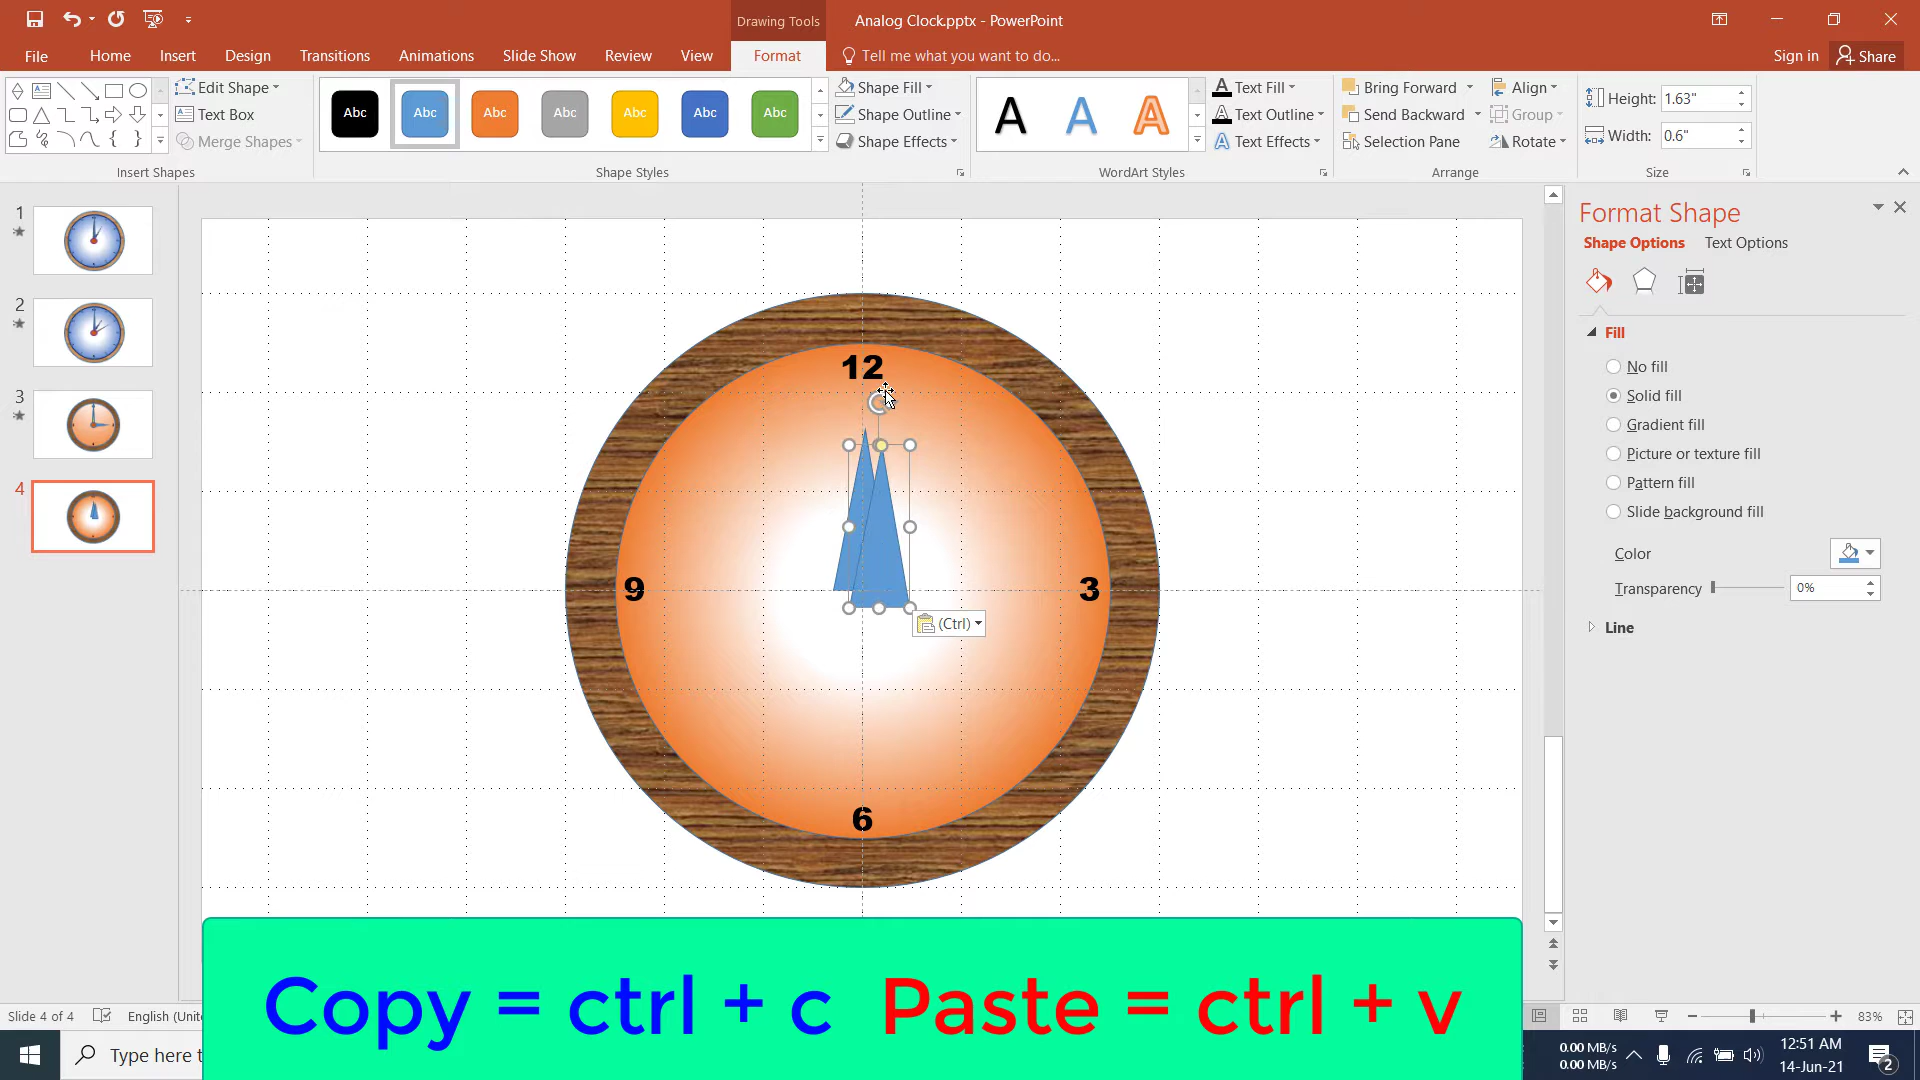 Drawing Tools
Analog Clock.pptx - PowerPoint
File
Home
Insert
Design
Transitions
Animations
Slide Show
Review
View
Format
Tell me what you want to do...
Sign in
Share
Edit Shape
Text Box
Merge Shapes
Insert Shapes
Abc
Abc
Abc
Abc
Abc
Abc
Abc
Shape Fill
Shape Outline
Shape Effects
Shape Styles
A
A
A
Text Fill
Text Outline
Text Effects
WordArt Styles
Bring Forward
Send Backward
Selection Pane
Align
Group
Rotate
Arrange
Height: 1.63"
Width: 0.6"
Size
1
2
3
4
12
9
3
6
(Ctrl)
Format Shape
Shape Options
Text Options
Fill
No fill
Solid fill
Gradient fill
Picture or texture fill
Pattern fill
Slide background fill
Color
Transparency
0%
Line
Copy = ctrl + c Paste = ctrl + v
Slide 4 of 4
English (Unite
83%
Type here t
0.00 MB/s
0.00 MB/s
12:51 AM
14-Jun-21
2